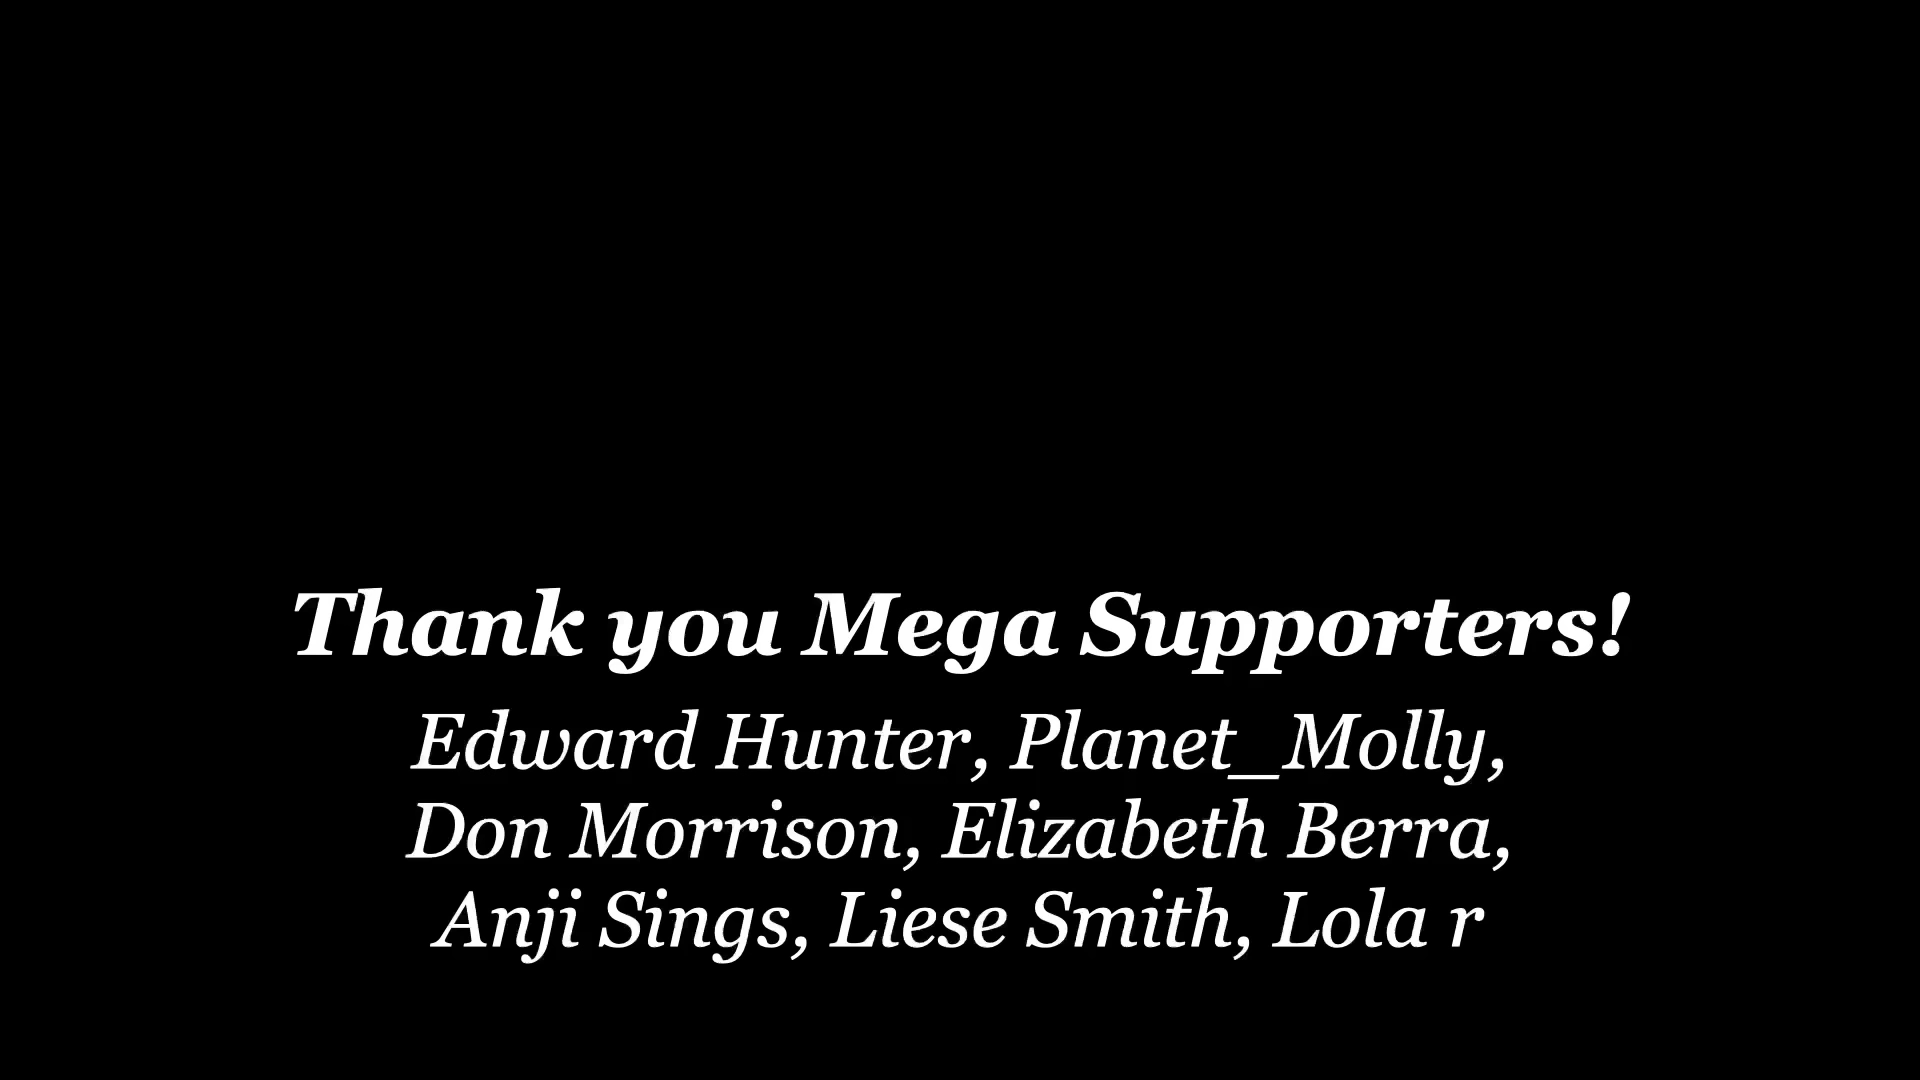 Thank you Mega Supporters!
Edward Hunter, Planet_Molly,
Don Morrison, Elizabeth Berra,
Anji Sings, Liese Smith, Lola r